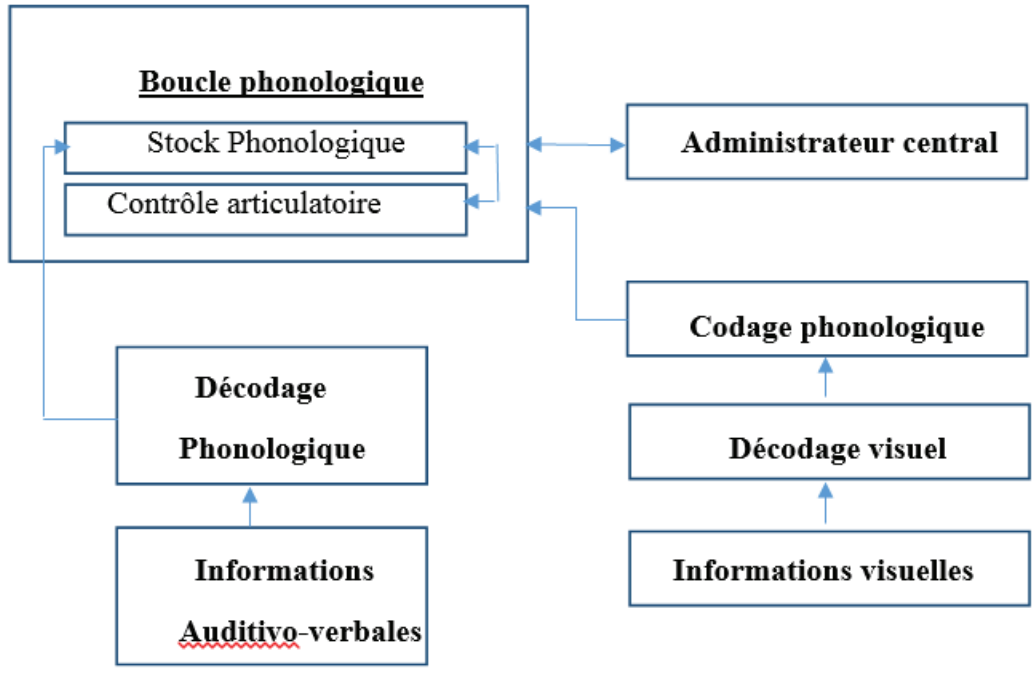 Boucle phonologique
Stock Phonologique
Contrôle articulatoire
Administrateur central
Codage phonologique
Décodage
Phonologique
Décodage visuel
Informations
Auditivo-verbales
Informations visuelles